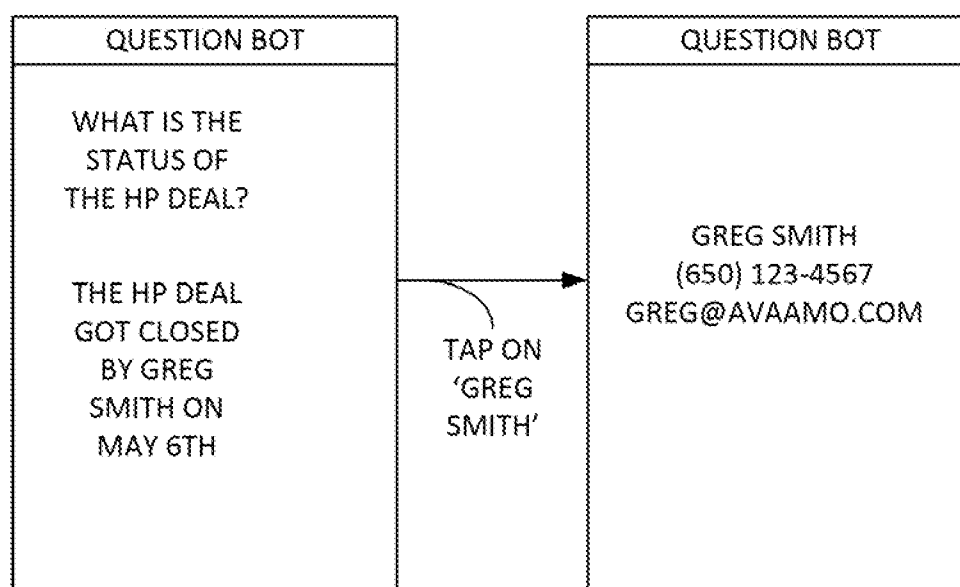 QUESTION BOT
WHAT IS THE
STATUS OF
THE HP DEAL?
THE HP DEAL
GOT CLOSED
BY GREG
SMITH ON
MAY 6TH
TAP ON
‘GREG
SMITH’
QUESTION BOT
GREG SMITH
(650) 123-4567
GREG@AVAAMO.COM